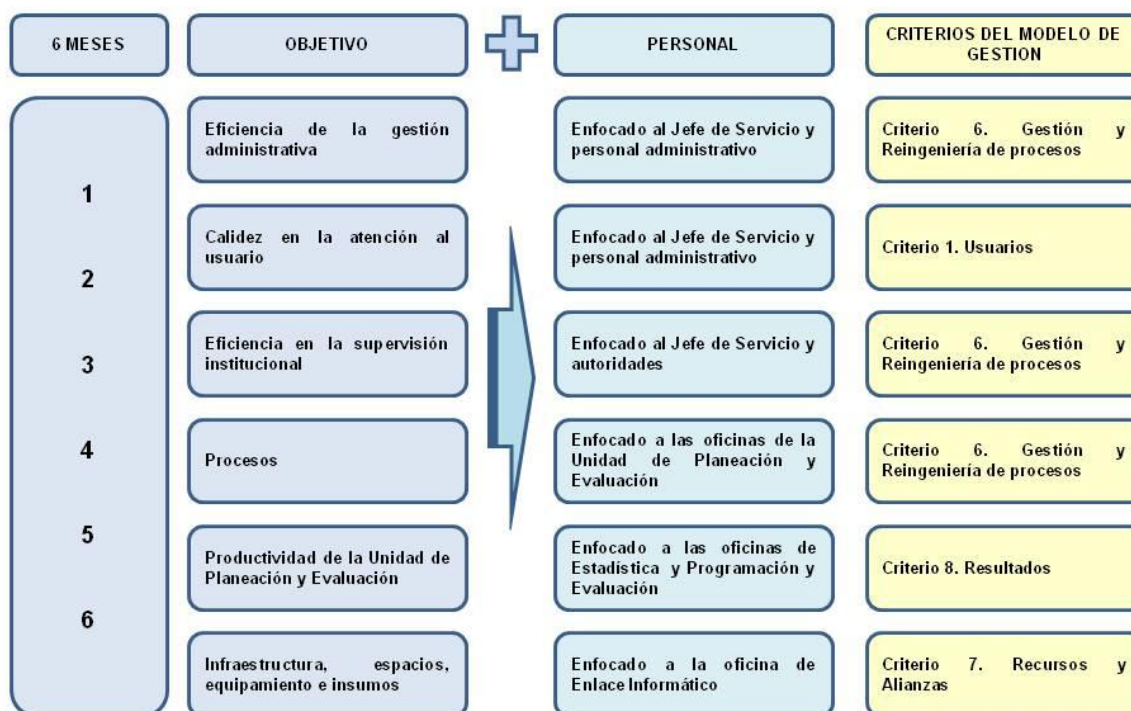 6 MESES
OBJETIVO
PERSONAL
CRITERIOS DEL MODELO DE
GESTION
1
2
3
4
5
6
Eficiencia de la gestión
administrativa
Enfocado al Jefe de Servicio y
personal administrativo
Criterio 6. Gestión y
Reingeniería de procesos
Calidez en la atención al
usuario
Enfocado al Jefe de Servicio y
personal administrativo
Criterio 1. Usuarios
Eficiencia en la supervisión
institucional
Enfocado al Jefe de Servicio y
autoridades
Criterio 6. Gestión y
Reingeniería de procesos
Procesos
Enfocado a las oficinas de la
Unidad de Planeación y
Evaluación
Criterio 6. Gestión y
Reingeniería de procesos
Productividad de la Unidad de
Planeación y Evaluación
Enfocado a las oficinas de
Estadística y Programación y
Evaluación
Criterio 8. Resultados
Infraestructura, espacios,
equipamiento e insumos
Enfocado a la oficina de
Enlace Informático
Criterio 7. Recursos y
Alianzas